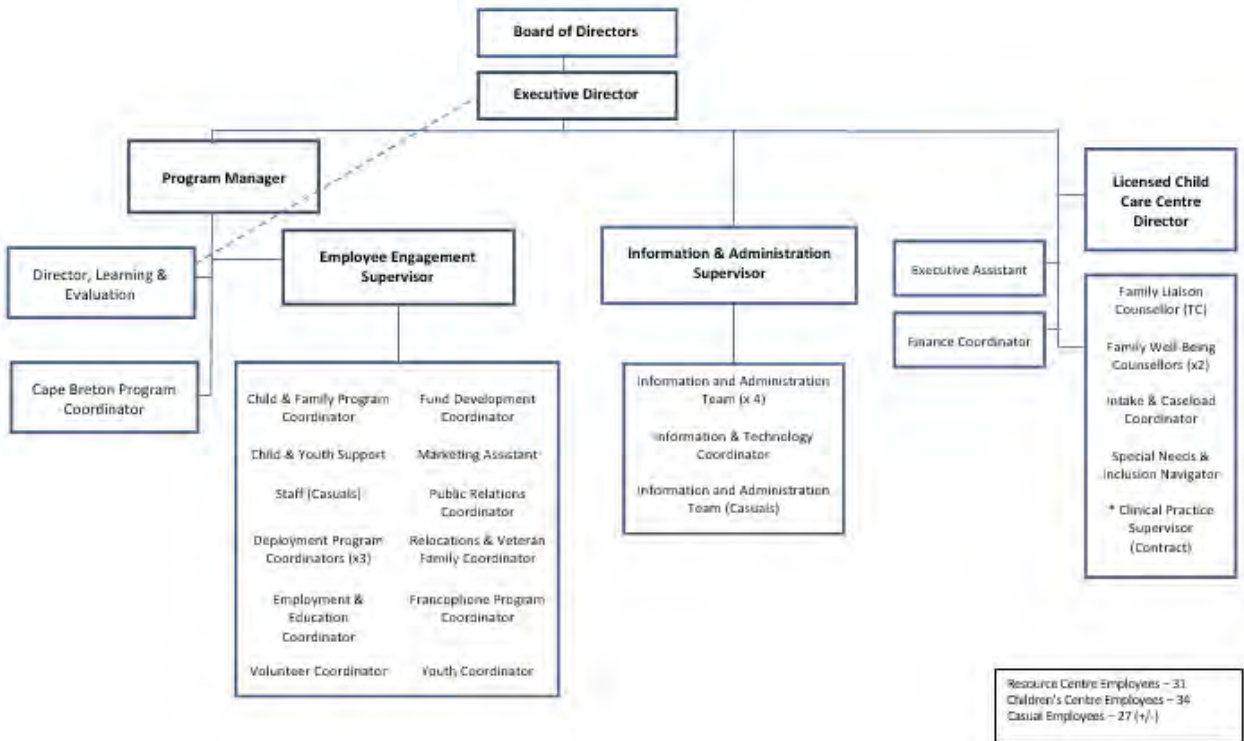 Board of Directors
Executive Director
Program Manager
Licensed Child
Care Centre
Director
Director, Learning &
Evaluation
Employee Engagement
Supervisor
Information & Administration
Supervisor
Executive Assistant
Finance Coordinator
Cape Breton Program
Coordinator
Child & Family Program
Coordinator
Child & Youth Support
Staff (Casuals)
Deployment Program
Coordinators (x3)
Employment &
Education
Coordinator
Volunteer Coordinator
Fund Development
Coordinator
Marketing Assistant
Public Relations
Coordinator
Relocations & Veteran
Family Coordinator
Francophone Program
Coordinator
Youth Coordinator
Information and Administration
Team (x 4)
Information & Technology
Coordinator
Information and Administration
Team (Casuals)
Family Liaison
Counsellor (TC)
Family Well-Being
Counsellors (x2)
Intake & Caseload
Coordinator
Special Needs &
Inclusion Navigator
* Clinical Practice
Supervisor
(Contract)
Resource Centre Employees – 31
Children's Centre Employees – 34
Casual Employees – 27 (+/-)